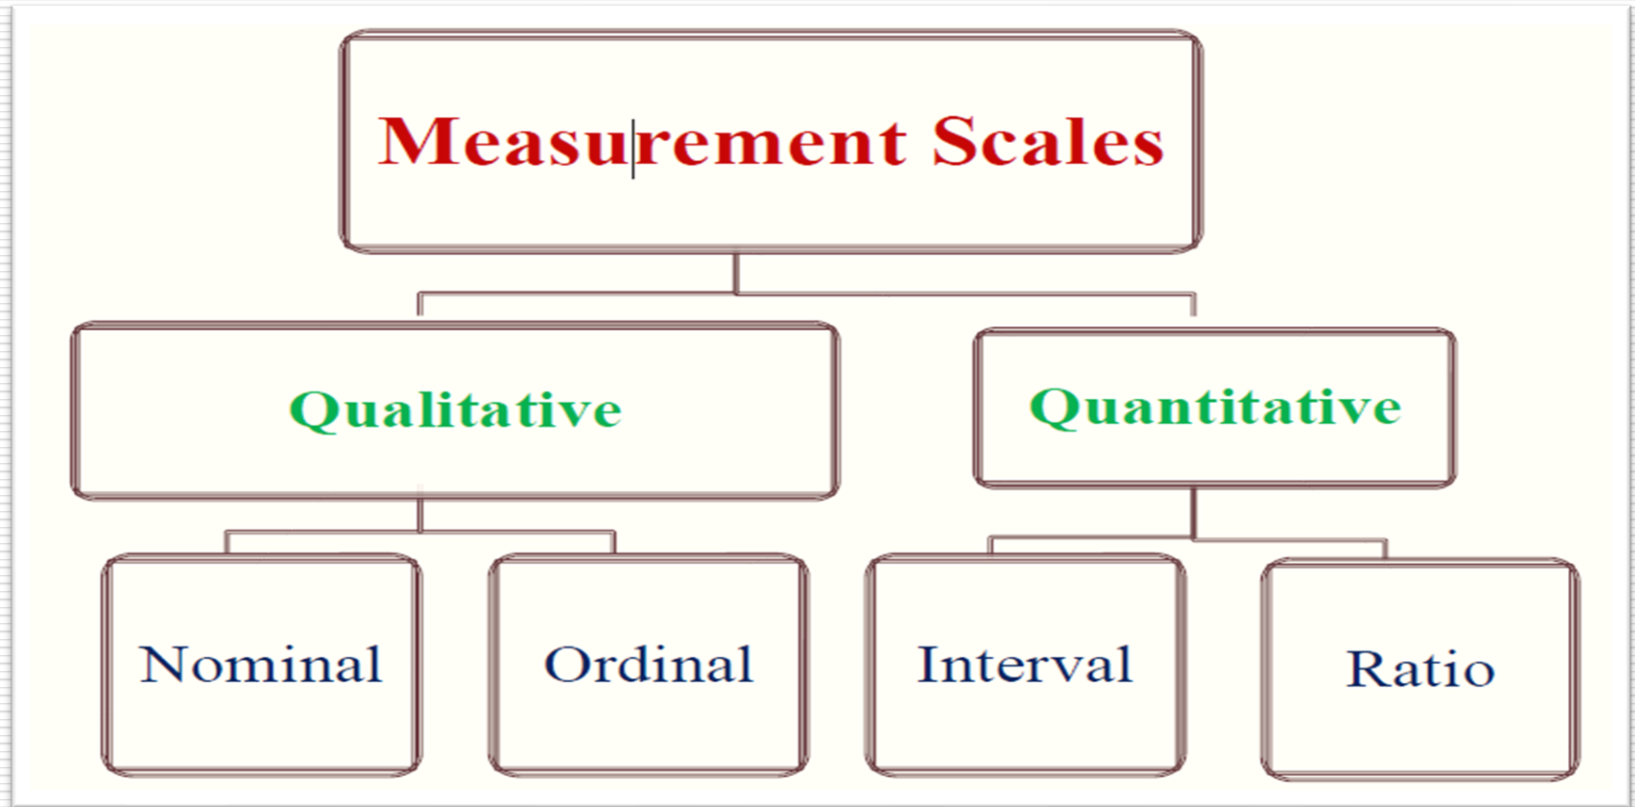 Measurement Scales
Qualitative
Quantitative
Nominal
Ordinal
Interval
Ratio